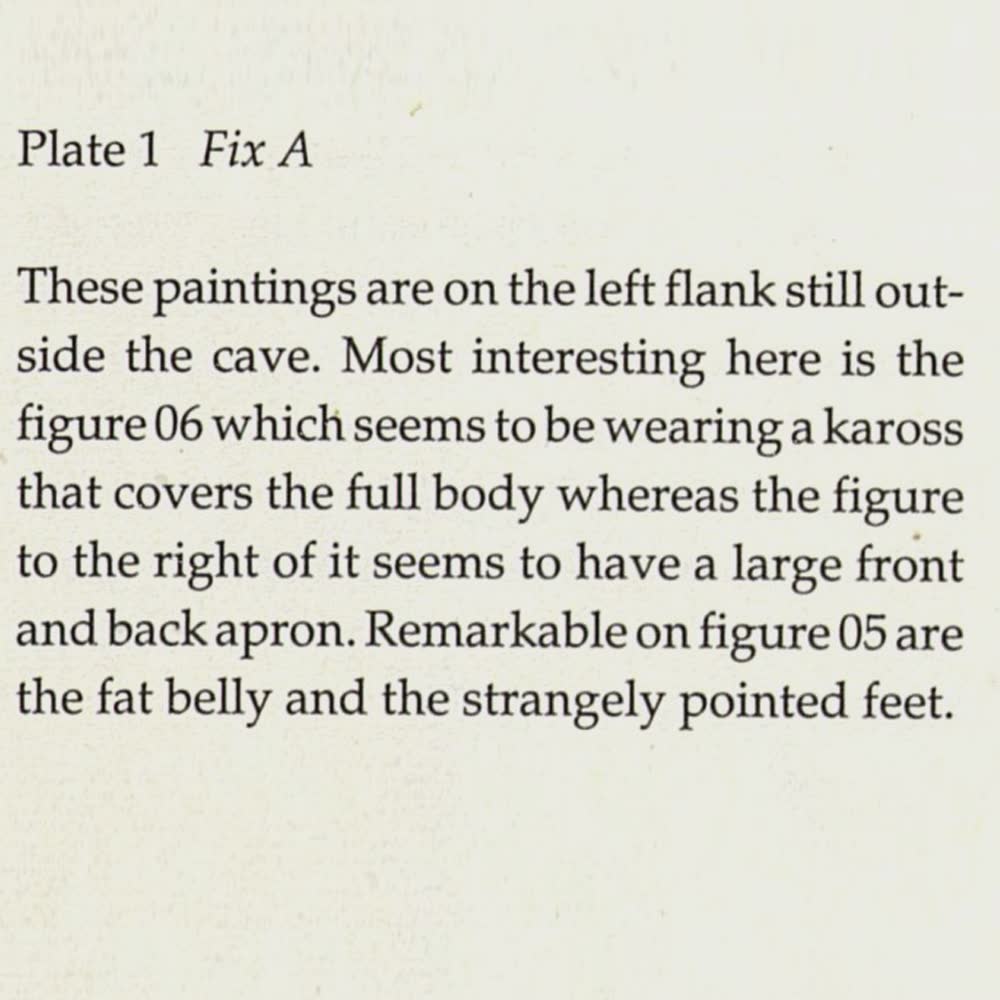 Plate 1 Fix A
These paintings are on the left flank still out-
side the cave. Most interesting here is the
figure 06 which seems to be wearing a kaross
that covers the full body whereas the figure
to the right of it seems to have a large front
and back apron. Remarkable on figure 05 are
the fat belly and the strangely pointed feet.